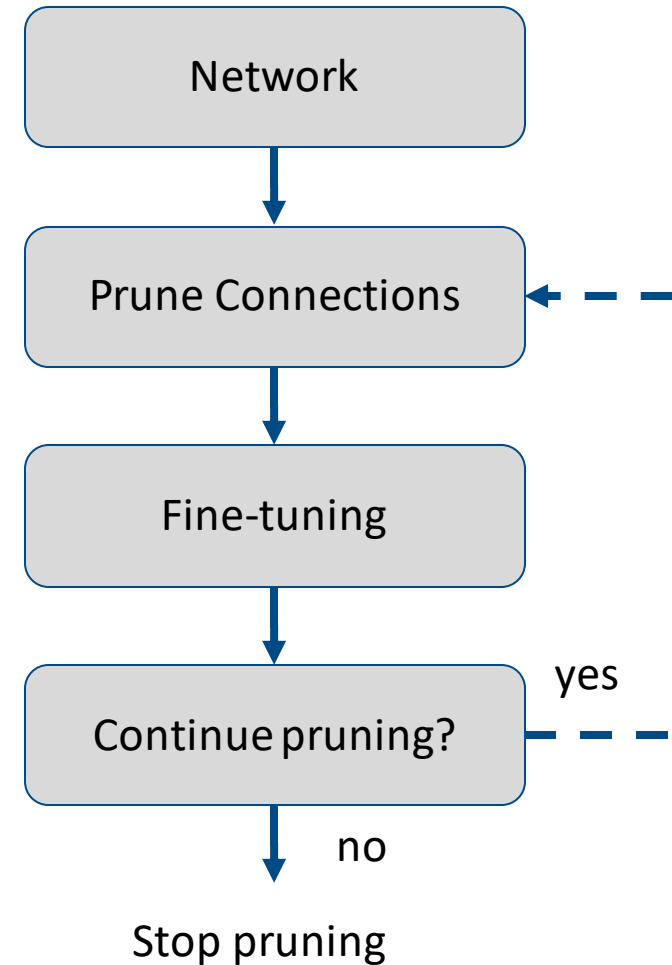 Network
Prune Connections
Fine-tuning
Continue pruning?
yes
no
Stop pruning